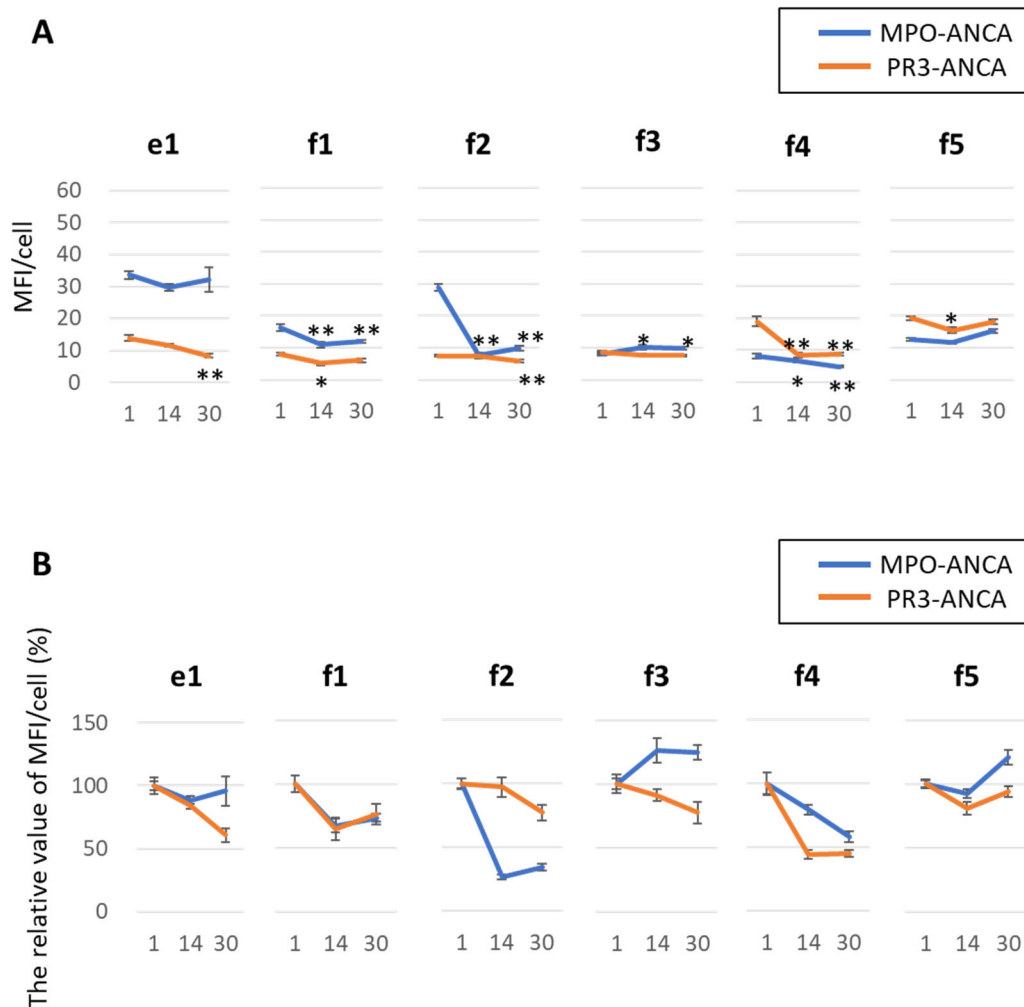 A
MPO-ANCA
PR3-ANCA
e1 f1 f2 f3 f4 f5
MFI/cell
60
50
40
30
20
10
0
** ** * ** ** ** ** * * ** ** * ** *
1 14 30 1 14 30 1 14 30 1 14 30 1 14 30 1 14 30
B
MPO-ANCA
PR3-ANCA
The relative value of MFI/cell (%)
e1 f1 f2 f3 f4 f5
150
100
50
0
1 14 30 1 14 30 1 14 30 1 14 30 1 14 30 1 14 30